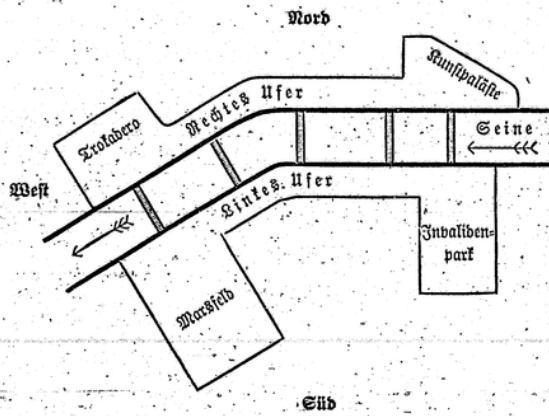 Nord
Kunstpaläste
Rechtes Ufer
Trokadero
Seine
West
Linkes Ufer
Invaliden-
park
Marsfeld
Süd